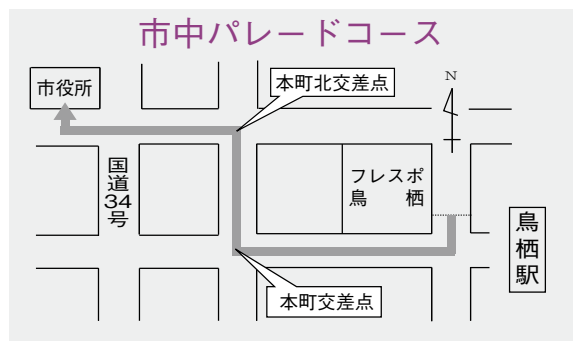 市中パレードコース
市役所
本町北交差点
N
国道34号
フレスポ
鳥　栖
鳥栖駅
本町交差点